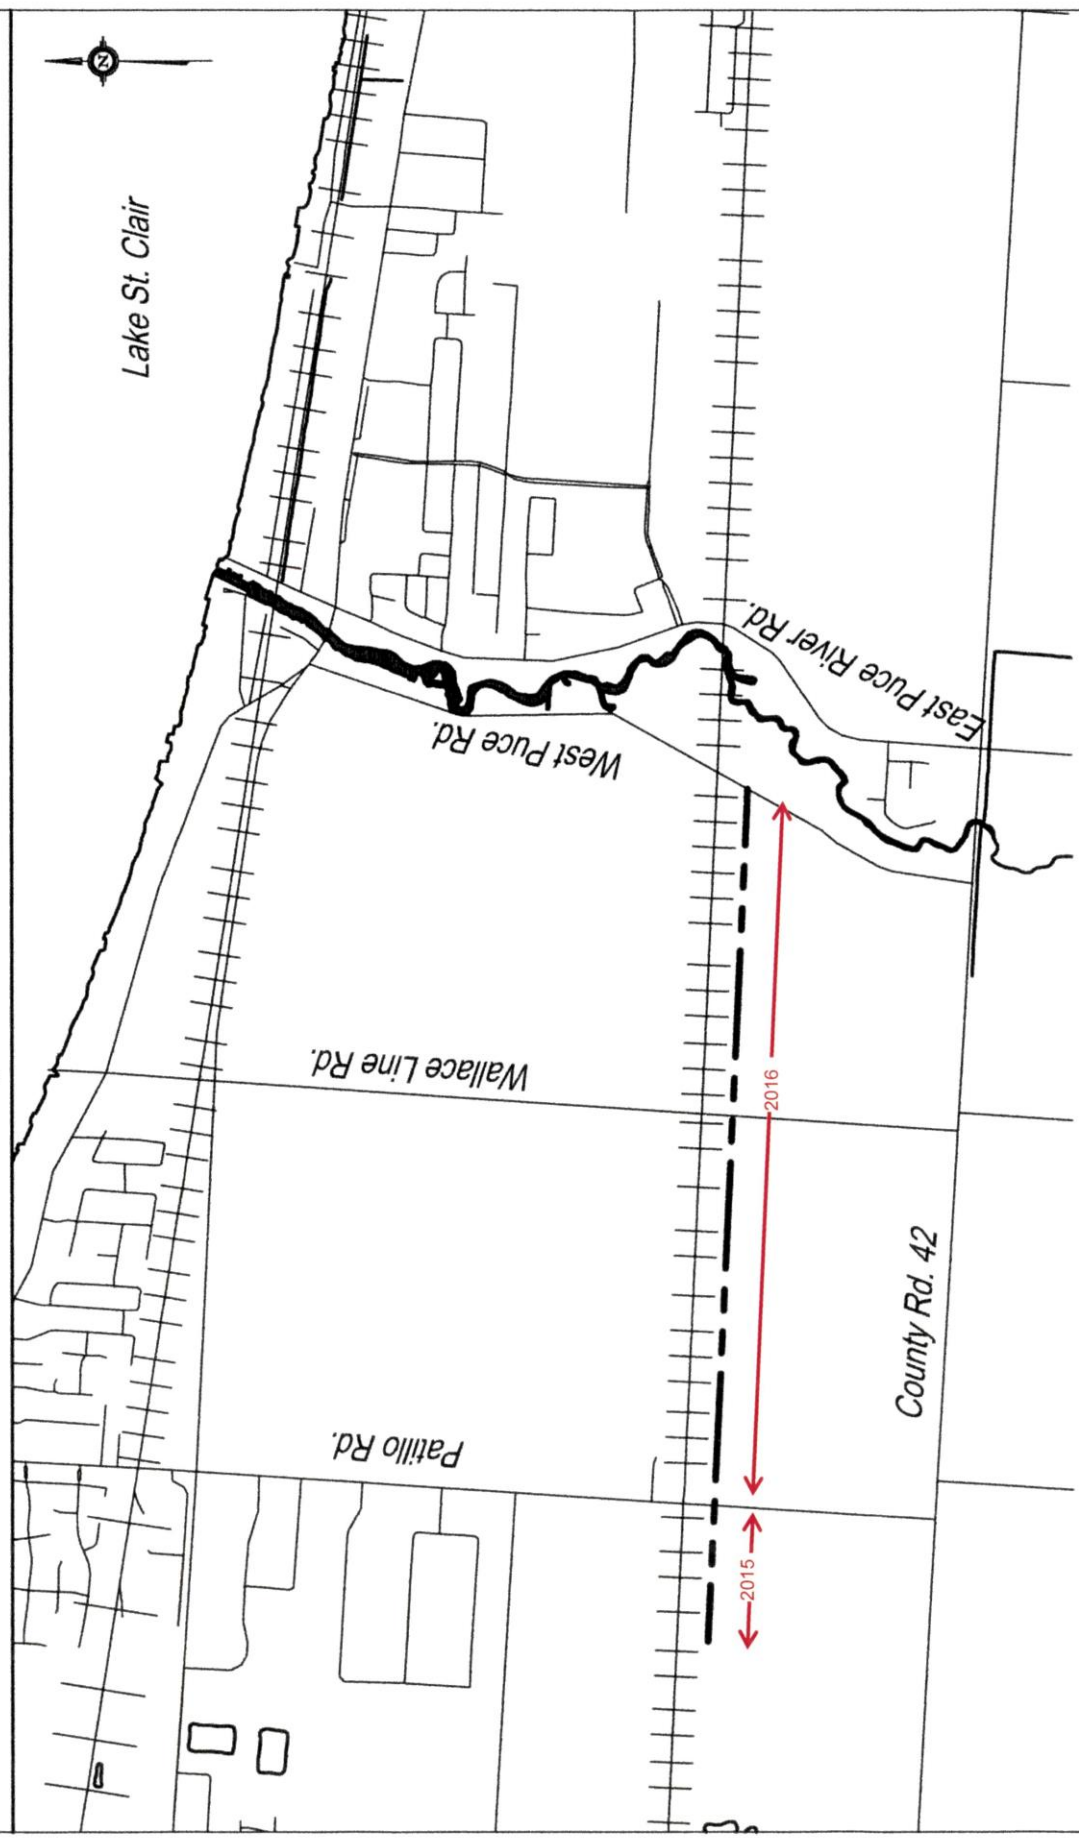 N
Lake St. Clair
East Puce River Rd.
West Puce Rd.
Wallace Line Rd.
2016
County Rd. 42
Patillo Rd.
2015